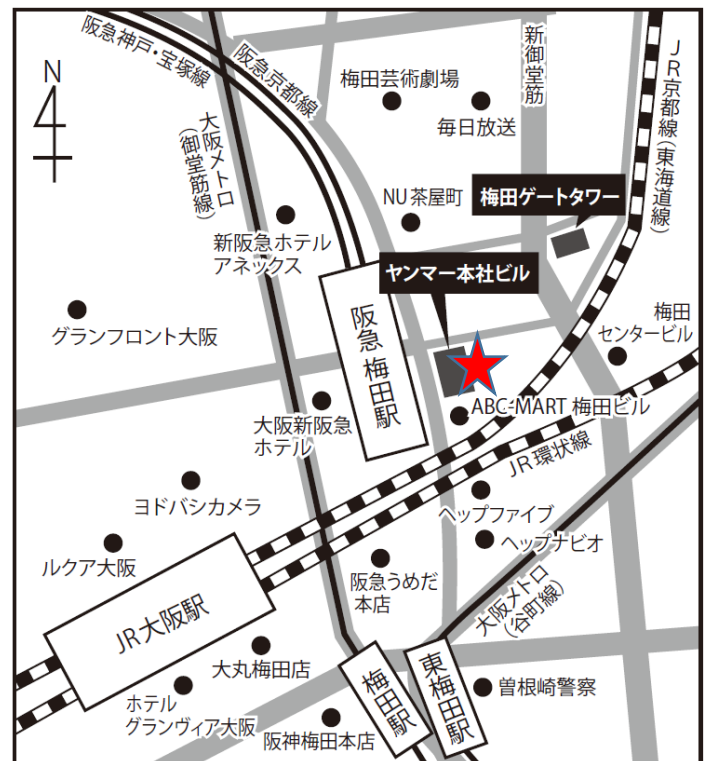 阪急神戸・宝塚線
阪急京都線
新御堂筋
JR京都線(東海道線)
N
梅田芸術劇場
毎日放送
大阪メトロ
(御堂筋線)
NU 茶屋町
梅田ゲートタワー
新阪急ホテル
アネックス
ヤンマー本社ビル
グランフロント大阪
阪急 梅田駅
梅田
センタービル
ABC-MART 梅田ビル
大阪新阪急
ホテル
JR環状線
ヨドバシカメラ
ヘップファイブ
ヘップナビオ
ルクア大阪
阪急うめだ
本店
大阪メトロ
(谷町線)
JR大阪駅
大丸梅田店
梅田駅
東梅田駅
曽根崎警察
ホテル
グランヴィア大阪
阪神梅田本店